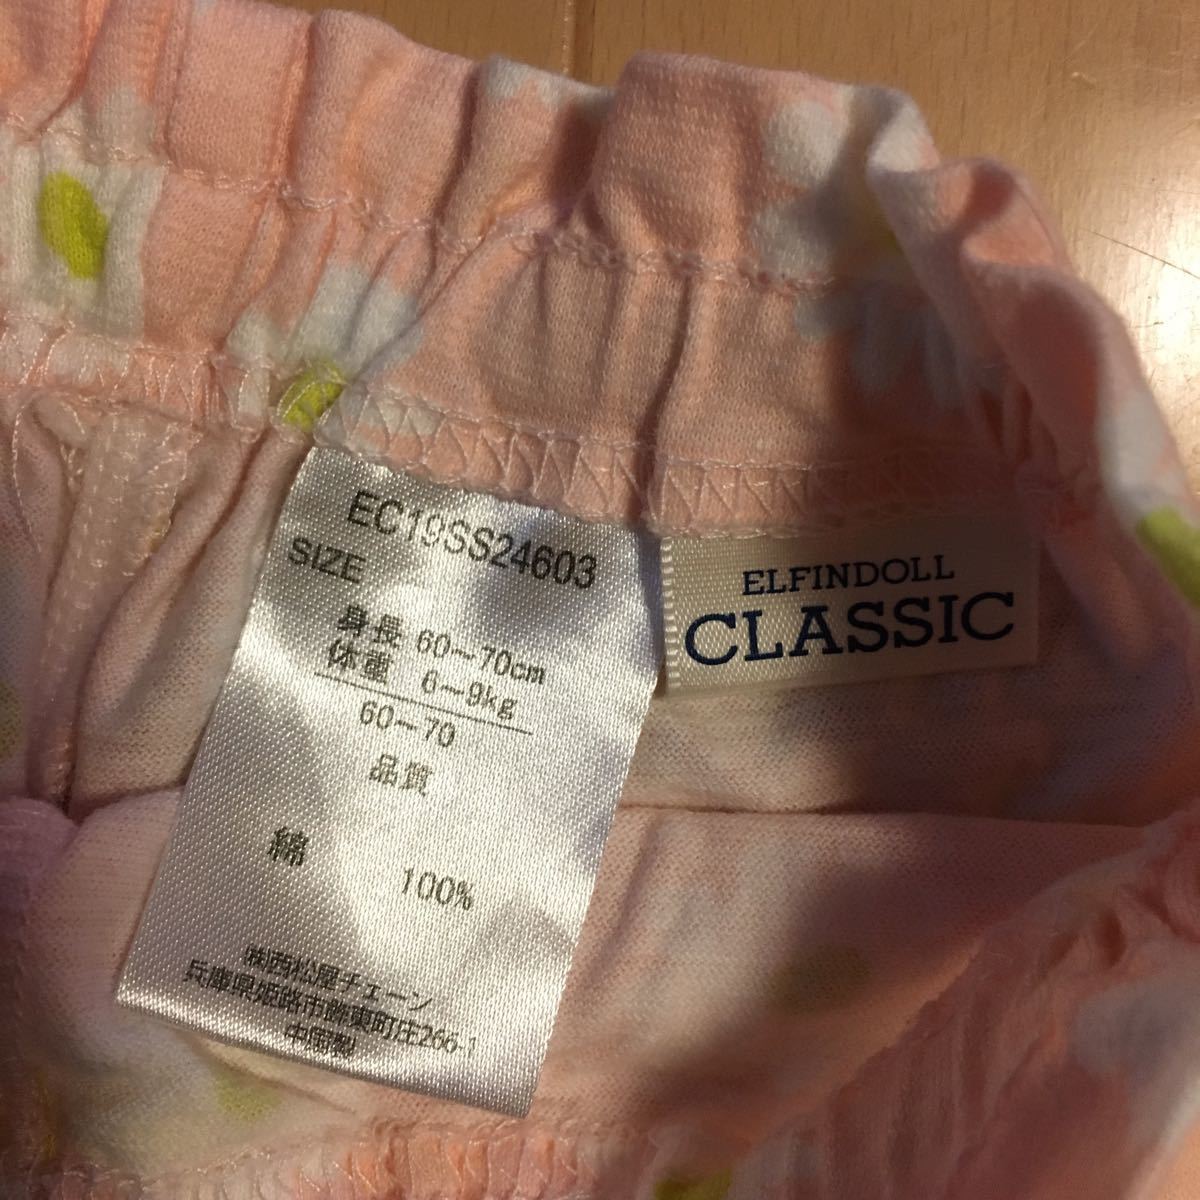 EC19SS24603
SIZE
身長 60～70cm
体重 6～9kg
60～70
品質
綿 100%
㈱西松屋チェーン
兵庫県姫路市飾東町庄266-1
中国製
ELFINDOLL
CLASSIC